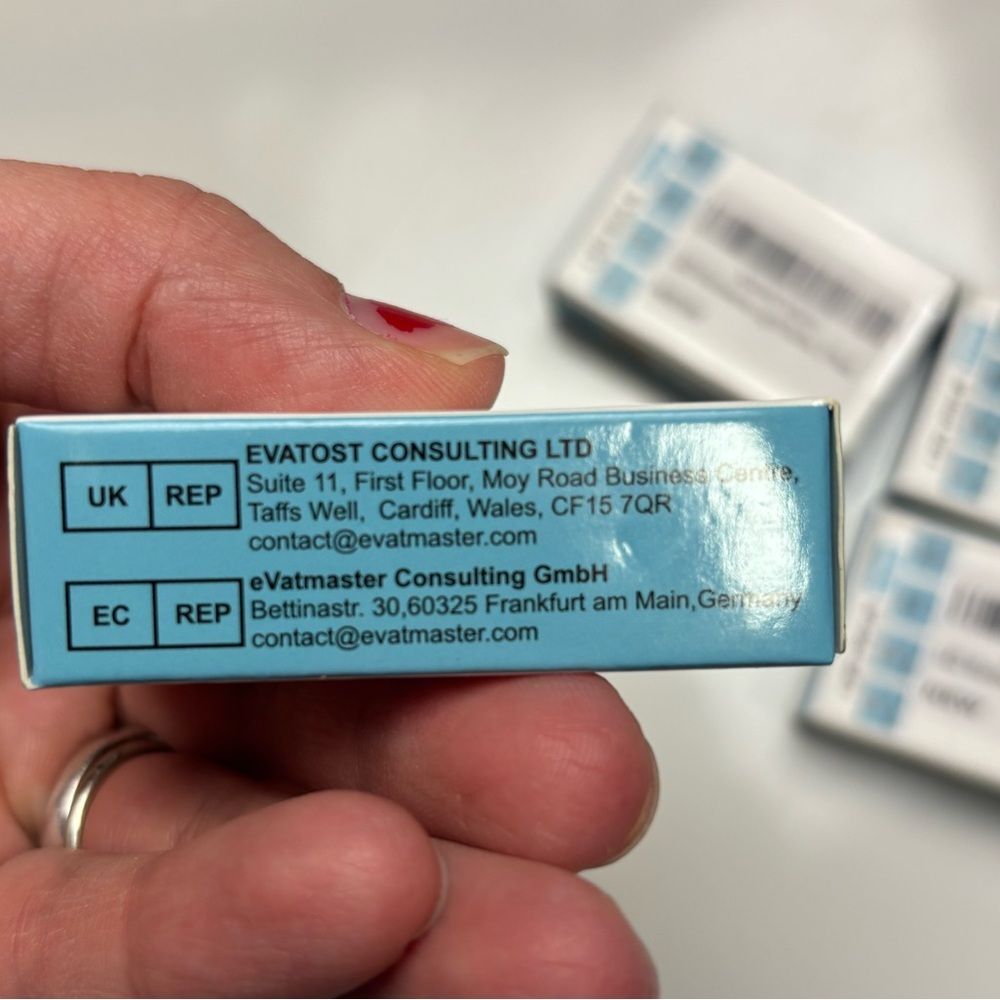 UK REP
EVATOST CONSULTING LTD
Suite 11, First Floor, Moy Road Business Centre,
Taffs Well, Cardiff, Wales, CF15 7QR
contact@evatmaster.com
EC REP
eVatmaster Consulting GmbH
Bettinastr. 30,60325 Frankfurt am Main,Germany
contact@evatmaster.com